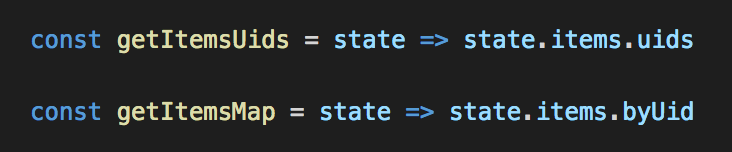 const getItemsUids = state => state.items.uids
const getItemsMap = state => state.items.byUid